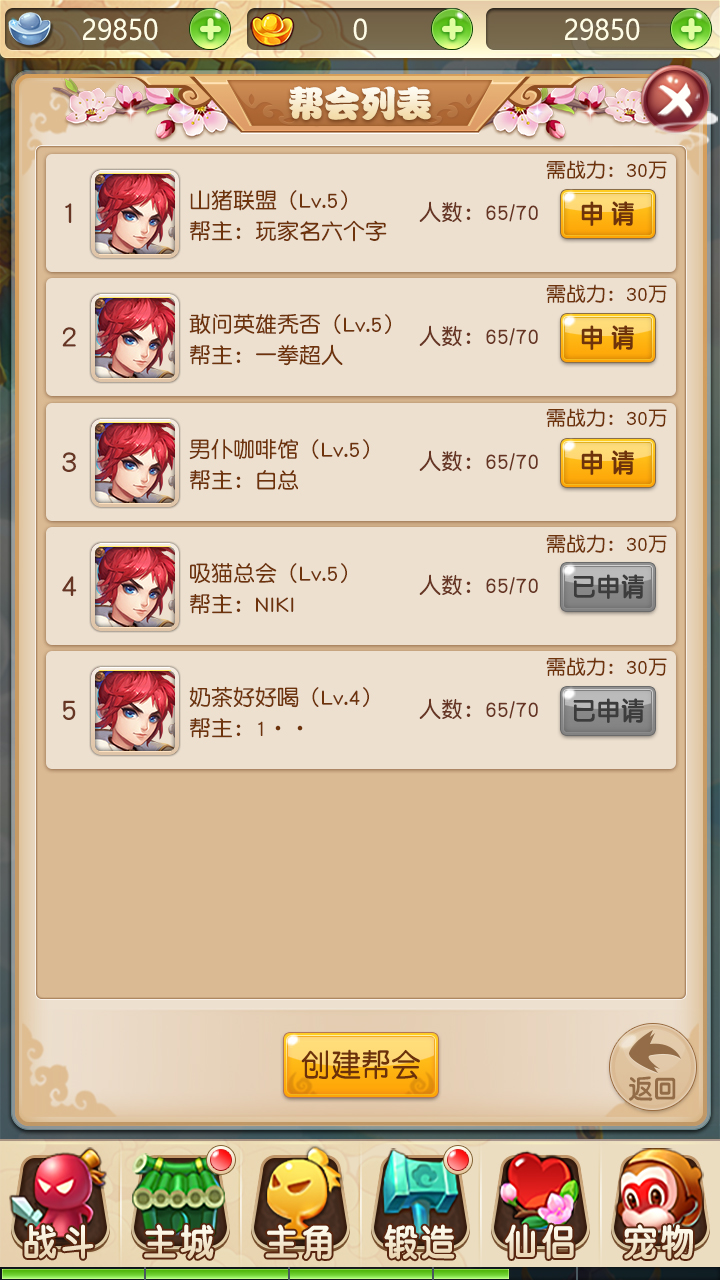 29850
0
29850
帮会列表
需战力：30万
1
山猪联盟（Lv.5）
帮主：玩家名六个字
人数：65/70
申请
需战力：30万
2
敢问英雄秃否（Lv.5）
帮主：一拳超人
人数：65/70
申请
需战力：30万
3
男仆咖啡馆（Lv.5）
帮主：白总
人数：65/70
申请
需战力：30万
4
吸猫总会（Lv.5）
帮主：NIKI
人数：65/70
已申请
需战力：30万
5
奶茶好好喝（Lv.4）
帮主：1··
人数：65/70
已申请
创建帮会
返回
战斗
主城
主角
锻造
仙侣
宠物